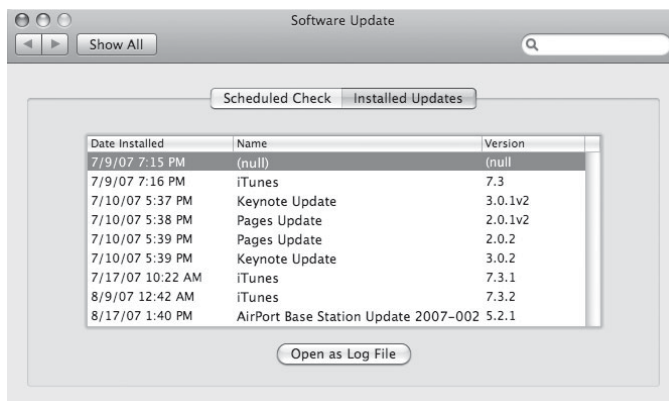 Software Update
Show All
Scheduled Check Installed Updates
Date Installed Name Version
7/9/07 7:15 PM (null) (null
7/9/07 7:16 PM iTunes 7.3
7/10/07 5:37 PM Keynote Update 3.0.1v2
7/10/07 5:38 PM Pages Update 2.0.1v2
7/10/07 5:39 PM Pages Update 2.0.2
7/10/07 5:39 PM Keynote Update 3.0.2
7/17/07 10:22 AM iTunes 7.3.1
8/9/07 12:42 AM iTunes 7.3.2
8/17/07 1:40 PM AirPort Base Station Update 2007-002 5.2.1
Open as Log File